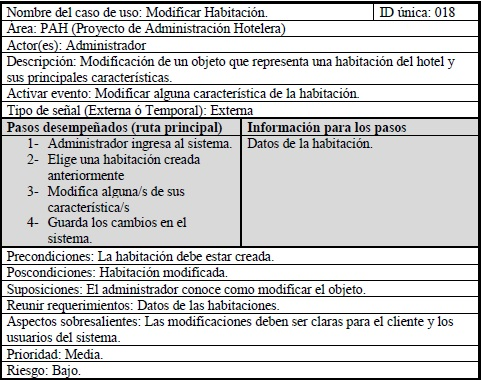 Nombre del caso de uso: Modificar Habitación.
ID única: 018
Área: PAH (Proyecto de Administración Hotelera)
Actor(es): Administrador
Descripción: Modificación de un objeto que representa una habitación del hotel y
sus principales características.
Activar evento: Modificar alguna característica de la habitación.
Tipo de señal (Externa ó Temporal): Externa
Pasos desempeñados (ruta principal)
Información para los pasos
1- Administrador ingresa al sistema.
Datos de la habitación.
2- Elige una habitación creada
anteriormente
3- Modifica alguna/s de sus
característica/s
4- Guarda los cambios en el
sistema.
Precondiciones: La habitación debe estar creada.
Poscondiciones: Habitación modificada.
Suposiciones: El administrador conoce como modificar el objeto.
Reunir requerimientos: Datos de las habitaciones.
Aspectos sobresalientes: Las modificaciones deben ser claras para el cliente y los
usuarios del sistema.
Prioridad: Media.
Riesgo: Bajo.